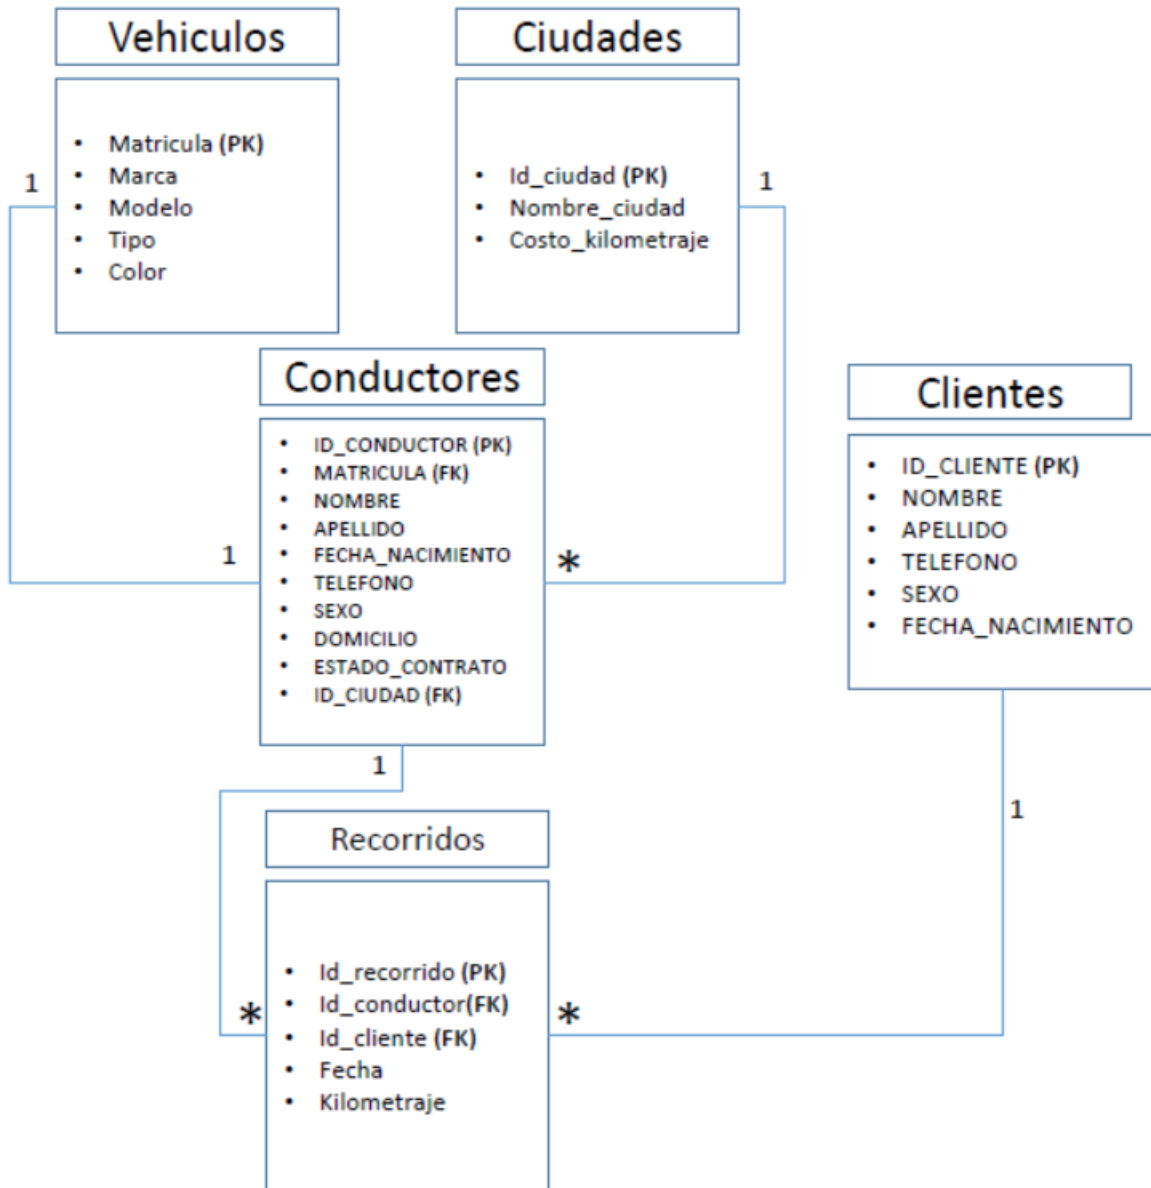 Vehiculos
• Matricula (PK)
• Marca
• Modelo
• Tipo
• Color
1
Ciudades
• Id_ciudad (PK)
• Nombre_ciudad
• Costo_kilometraje
1
Conductores
• ID_CONDUCTOR (PK)
• MATRICULA (FK)
• NOMBRE
• APELLIDO
• FECHA_NACIMIENTO
• TELEFONO
• SEXO
• DOMICILIO
• ESTADO_CONTRATO
• ID_CIUDAD (FK)
1
*
1
Clientes
• ID_CLIENTE (PK)
• NOMBRE
• APELLIDO
• TELEFONO
• SEXO
• FECHA_NACIMIENTO
1
Recorridos
• Id_recorrido (PK)
• Id_conductor(FK)
• Id_cliente (FK)
• Fecha
• Kilometraje
*
*